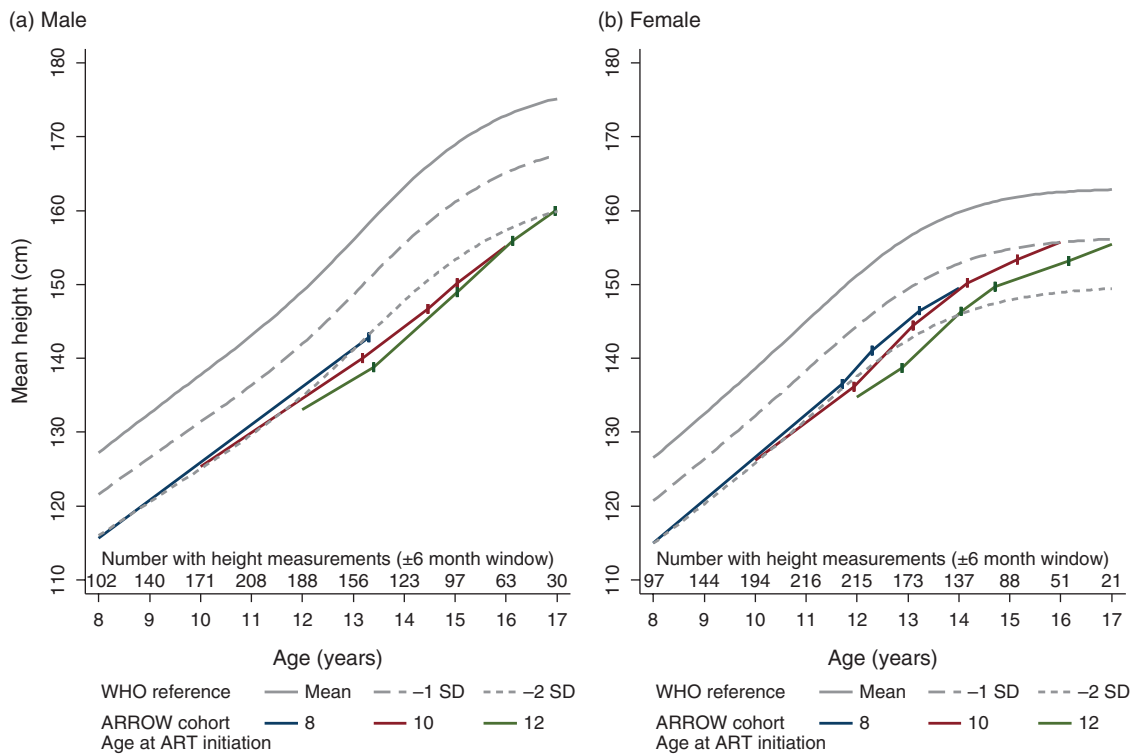 (a) Male
180
170
160
150
140
130
120
110
Mean height (cm)
Number with height measurements (±6 month window)
102 140 171 208 188 156 123 97 63 30
8 9 10 11 12 13 14 15 16 17
Age (years)
WHO reference Mean –1 SD –2 SD
ARROW cohort 8 10 12
Age at ART initiation
(b) Female
180
170
160
150
140
130
120
110
Number with height measurements (±6 month window)
97 144 194 216 215 173 137 88 51 21
8 9 10 11 12 13 14 15 16 17
Age (years)
WHO reference Mean –1 SD –2 SD
ARROW cohort 8 10 12
Age at ART initiation